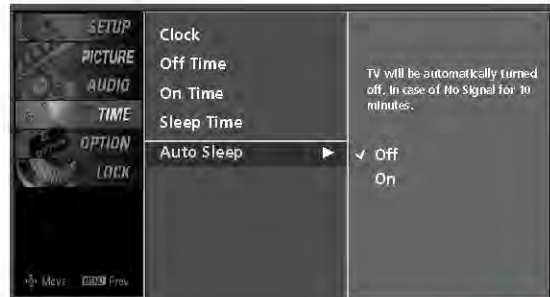 SETUP
PICTURE
AUDIO
TIME
OPTION
LOCK
Move MENU Prev
Clock
Off Time
On Time
Sleep Time
Auto Sleep
TV will be automatically turned
off, in case of No Signal for 10
minutes.
Off
On